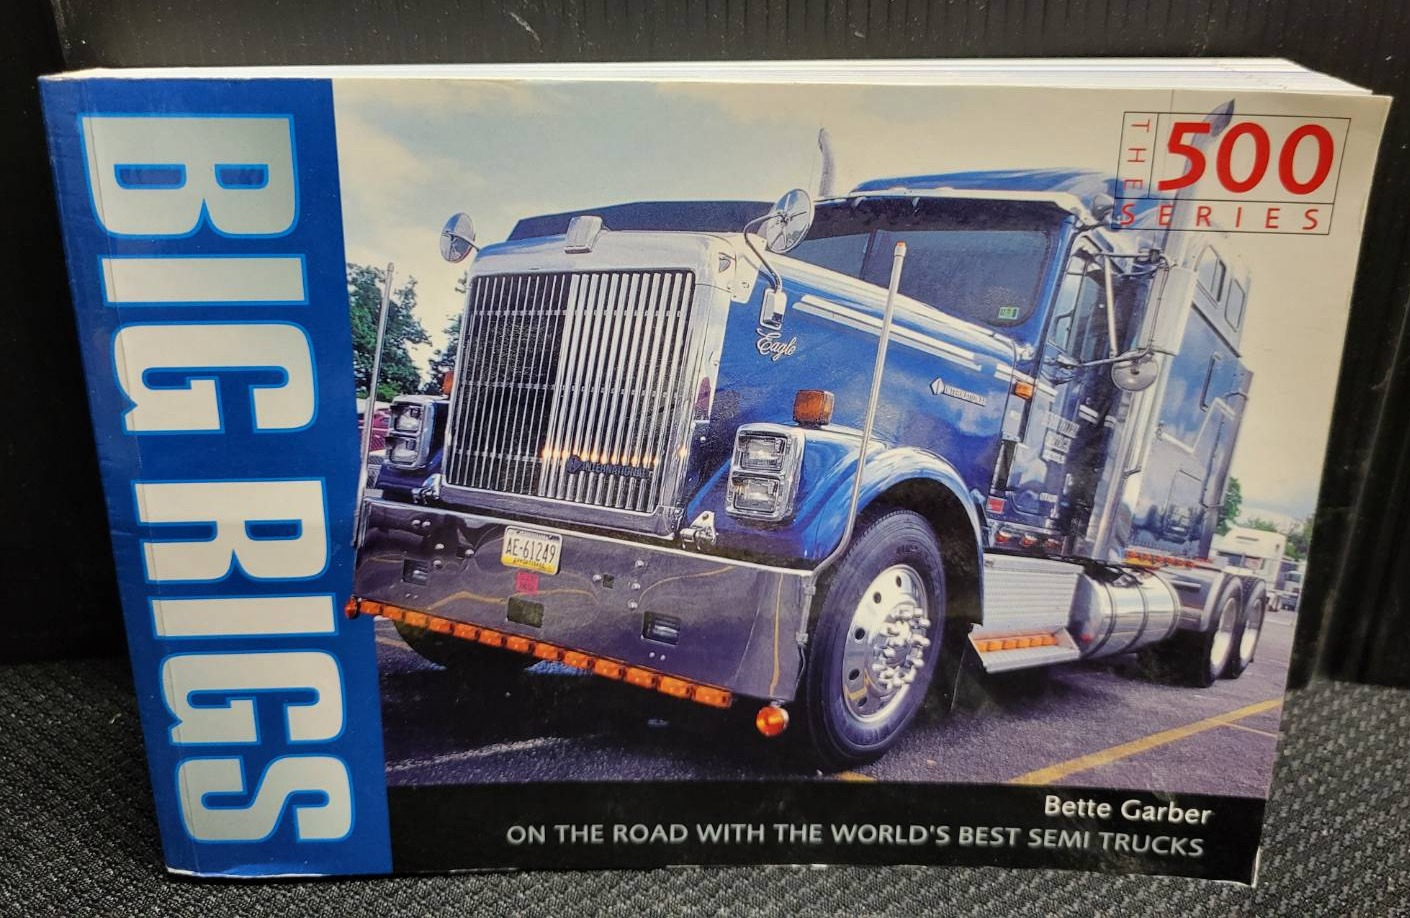 BIG RIGS
THE
500
SERIES
Eagle
INTERNATIONAL
INTERNATIONAL
AE-61249
Bette Garber
ON THE ROAD WITH THE WORLD'S BEST SEMI TRUCKS